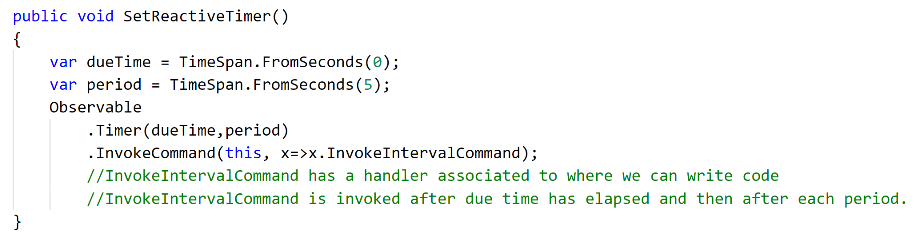 public void SetReactiveTimer()
{
var dueTime = TimeSpan.FromSeconds(0);
var period = TimeSpan.FromSeconds(5);
Observable
.Timer(dueTime,period)
.InvokeCommand(this, x=>x.InvokeIntervalCommand);
//InvokeIntervalCommand has a handler associated to where we can write code
//InvokeIntervalCommand is invoked after due time has elapsed and then after each period.
}